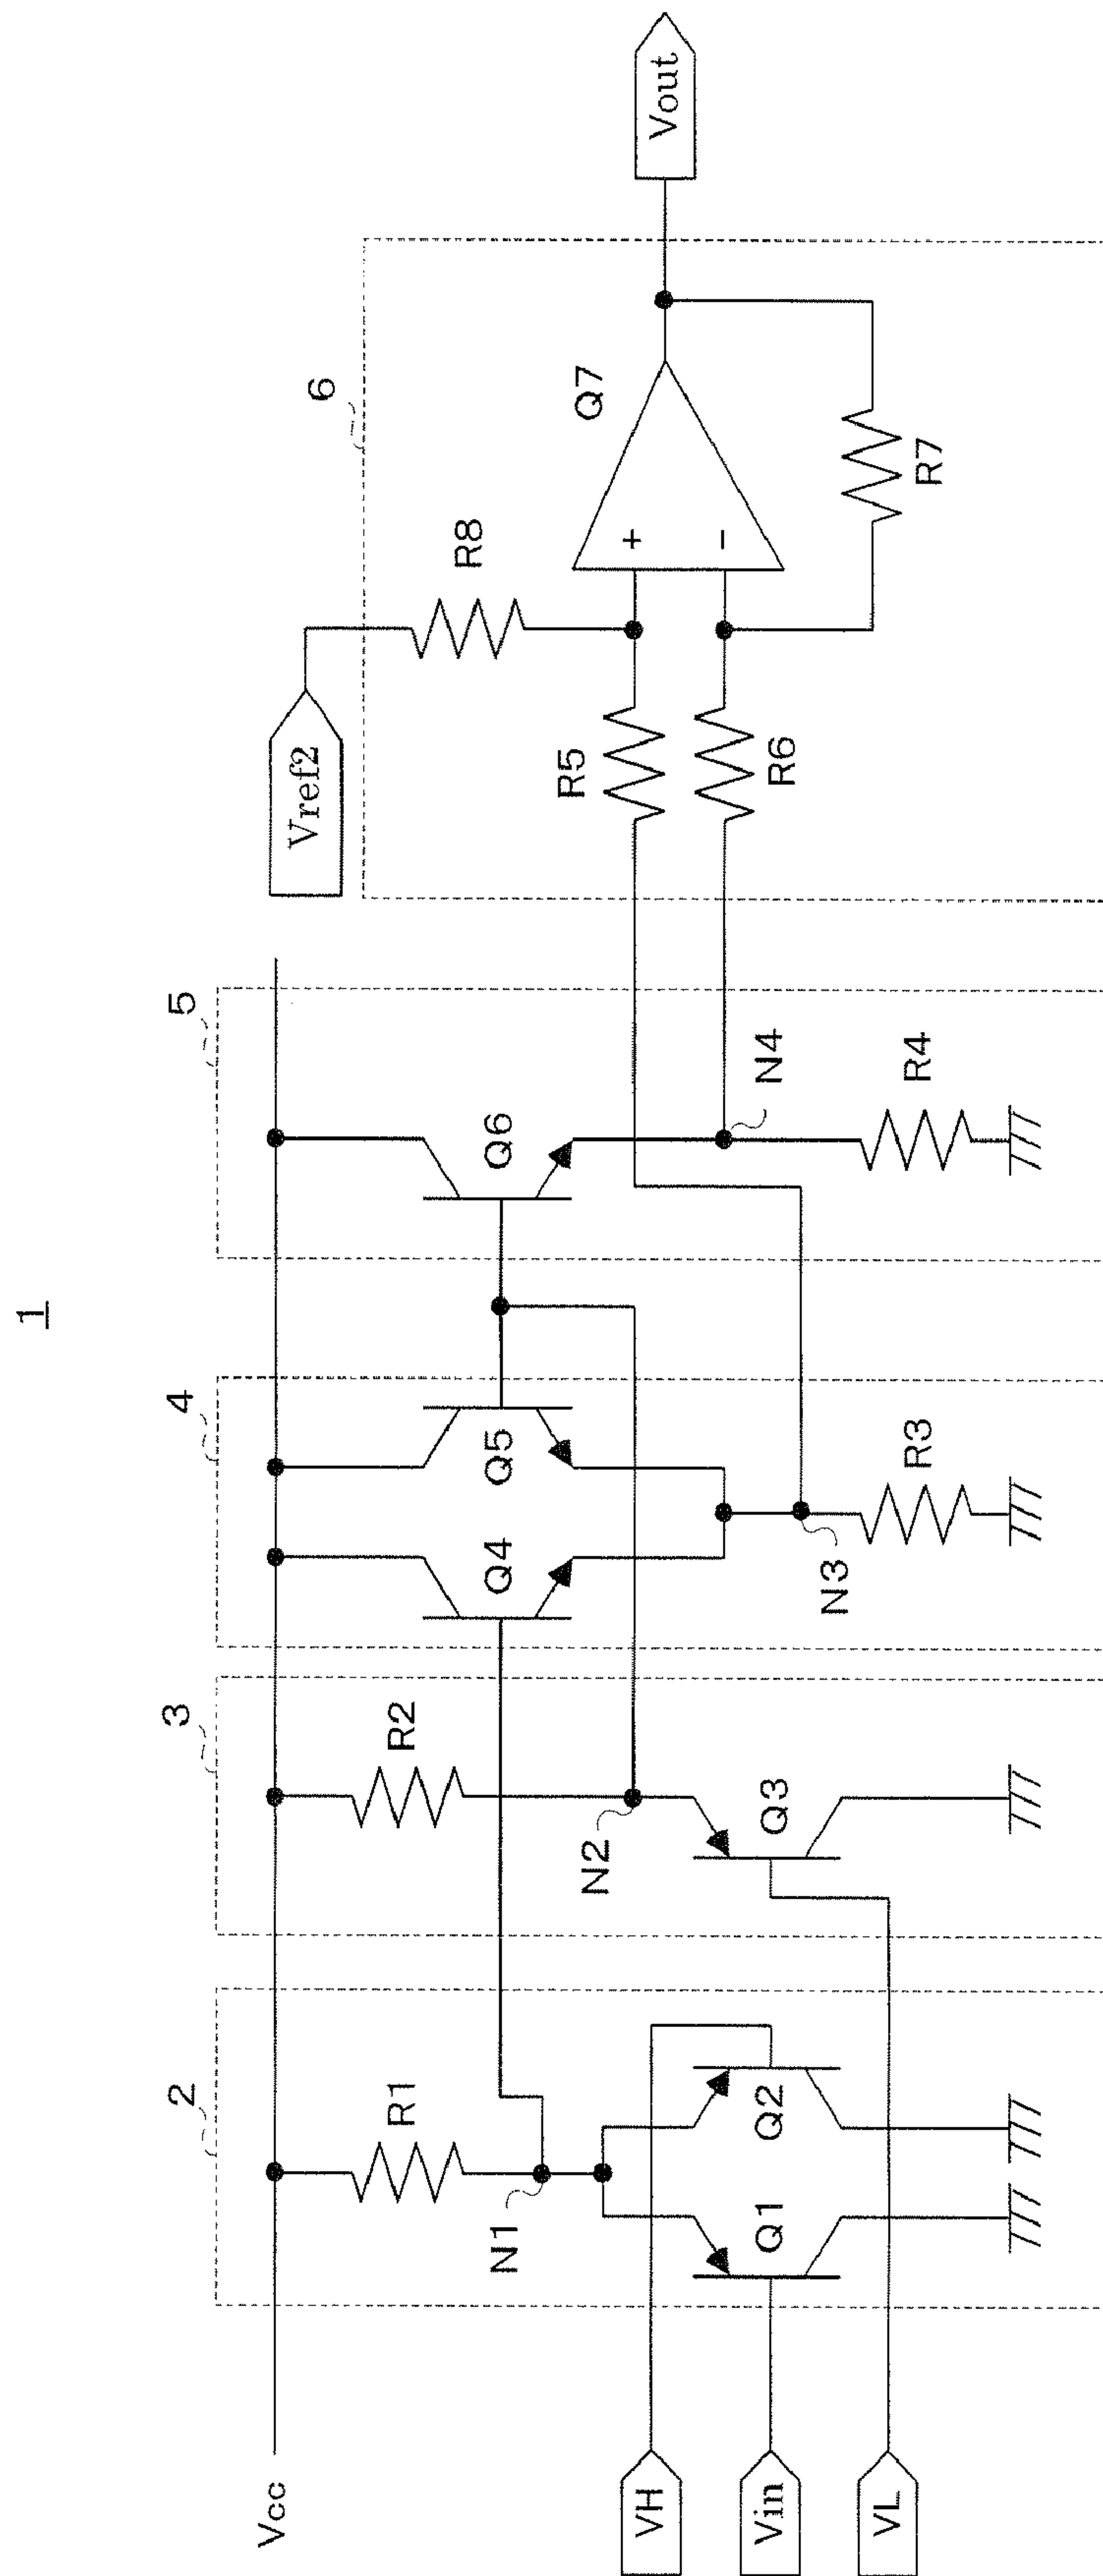 1
2
3
4
5
6
Vcc
R1
R2
Vref2
R8
N1
N2
Q4
Q5
Q6
Q7
+
−
Vout
VH
Vin
VL
Q1
Q2
Q3
N3
N4
R3
R4
R5
R6
R7